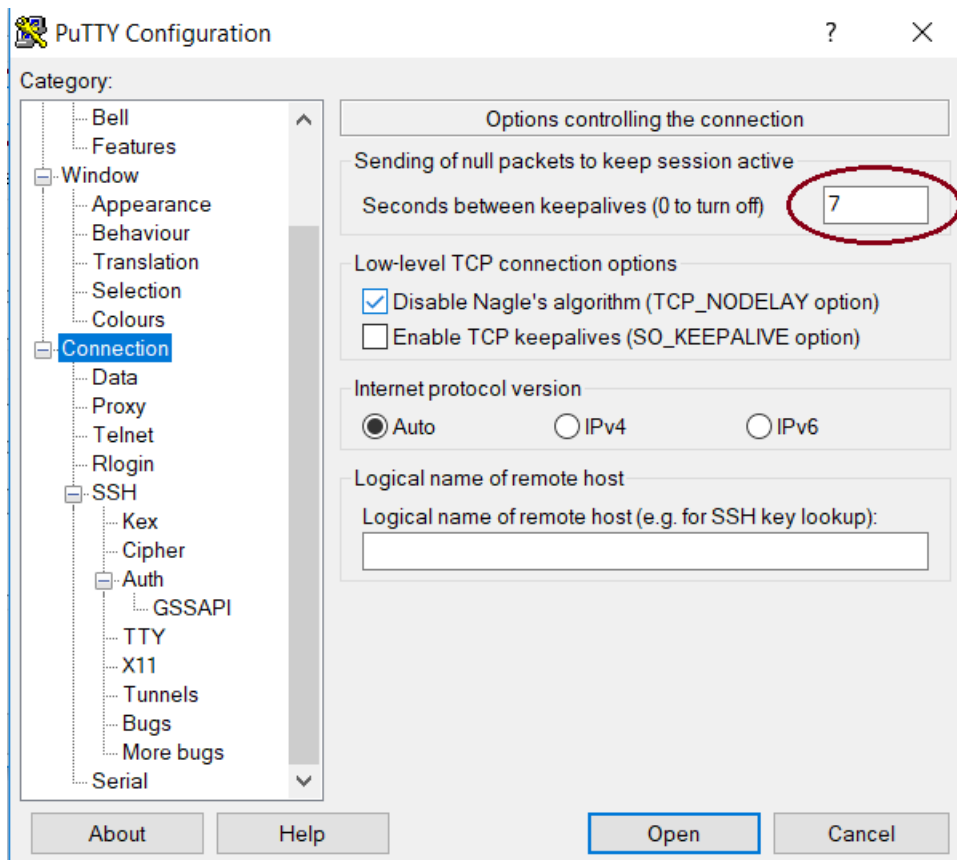 PuTTY Configuration
?
Category:
Bell
Features
Window
Appearance
Behaviour
Translation
Selection
Colours
Connection
Data
Proxy
Telnet
Rlogin
SSH
Kex
Cipher
Auth
GSSAPI
TTY
X11
Tunnels
Bugs
More bugs
Serial
Options controlling the connection
Sending of null packets to keep session active
Seconds between keepalives (0 to turn off) 7
Low-level TCP connection options
Disable Nagle's algorithm (TCP_NODELAY option)
Enable TCP keepalives (SO_KEEPALIVE option)
Internet protocol version
Auto IPv4 IPv6
Logical name of remote host
Logical name of remote host (e.g. for SSH key lookup):
About Help Open Cancel